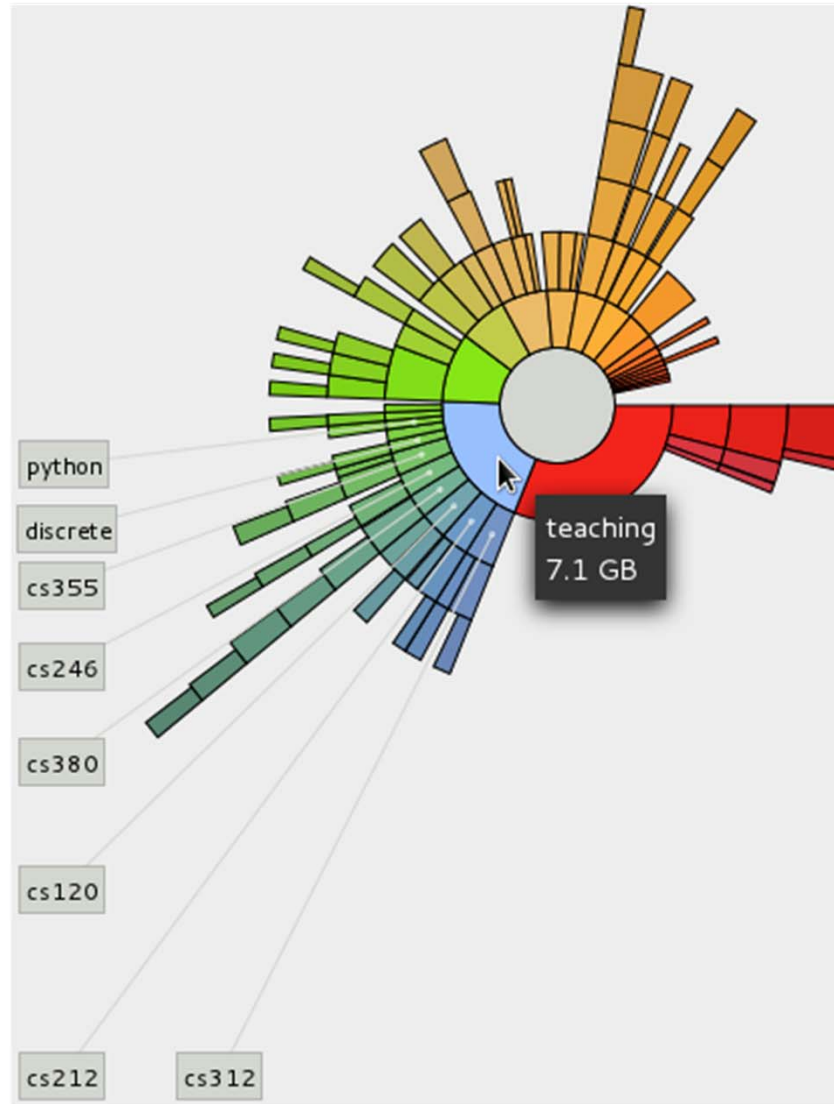 python
discrete
cs355
cs246
cs380
cs120
cs212
cs312
teaching
7.1 GB